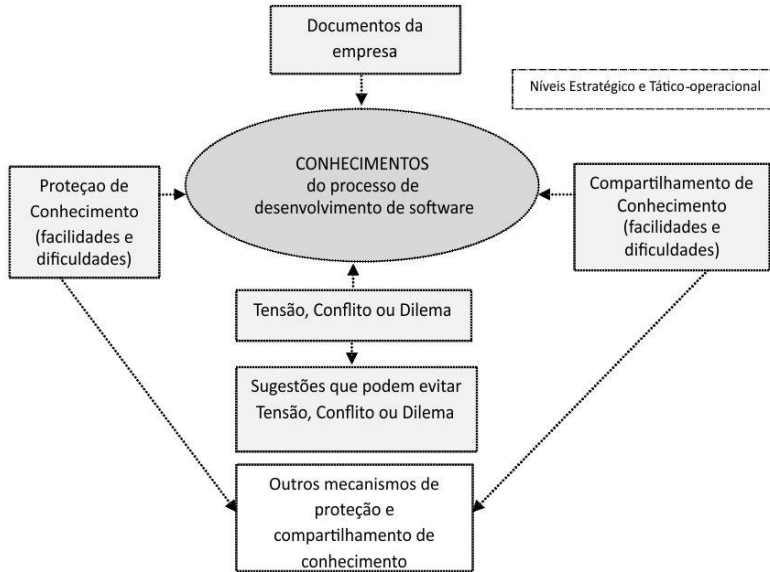 Documentos da
empresa
Níveis Estratégico e Tático-operacional
CONHECIMENTOS
do processo de
desenvolvimento de software
Proteçao de
Conhecimento
(facilidades e
dificuldades)
Compartilhamento de
Conhecimento
(facilidades e
dificuldades)
Tensão, Conflito ou Dilema
Sugestões que podem evitar
Tensão, Conflito ou Dilema
Outros mecanismos de
proteção e
compartilhamento de
conhecimento